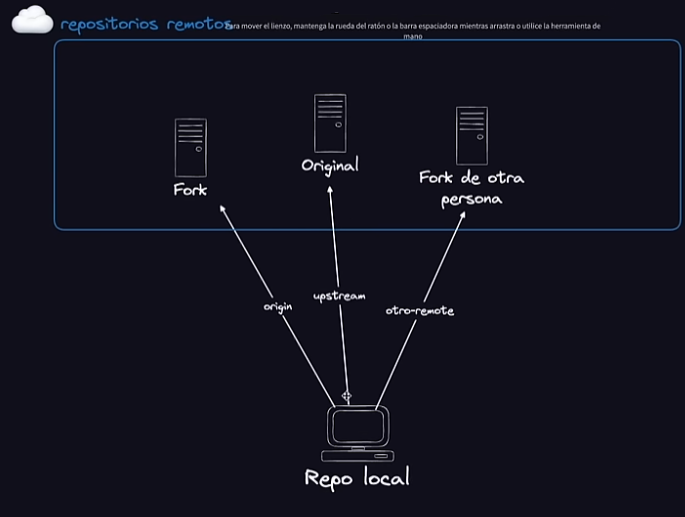 repositorios remotos
Para mover el lienzo, mantenga la rueda del ratón o la barra espaciadora mientras arrastra o utilice la herramienta de
mano
Fork
Original
Fork de otra
persona
origin
upstream
otro-remote
Repo local